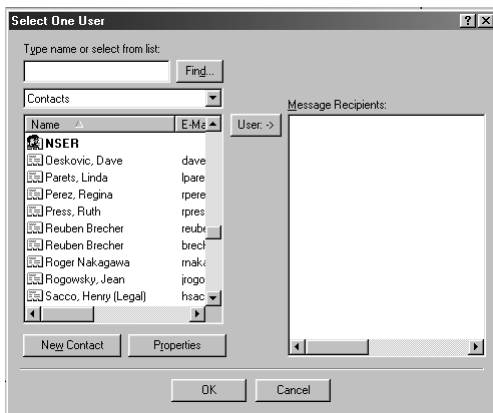 Select One User
Type name or select from list:
Find...
Contacts
Message Recipients:
Name E-Ma
User: ->
NSER
Oeskovic, Dave dave
Parets, Linda lpare
Perez, Regina rpere
Press, Ruth rpres
Reuben Brecher reube
Reuben Brecher brech
Roger Nakagawa rnaka
Rogowsky, Jean jrogo
Sacco, Henry (Legal) hsac
New Contact Properties
OK Cancel